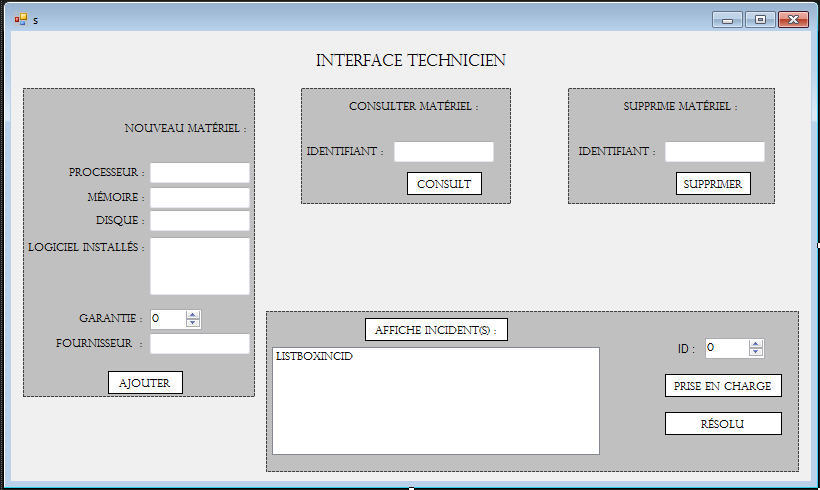 s
INTERFACE TECHNICIEN
NOUVEAU MATÉRIEL :
PROCESSEUR :
MÉMOIRE :
DISQUE :
LOGICIEL INSTALLÉS :
GARANTIE : 0
FOURNISSEUR :
AJOUTER
CONSULTER MATÉRIEL :
IDENTIFIANT :
CONSULT
SUPPRIME MATÉRIEL :
IDENTIFIANT :
SUPPRIMER
AFFICHE INCIDENT(S) :
LISTBOXINCID
ID : 0
PRISE EN CHARGE
RÉSOLU